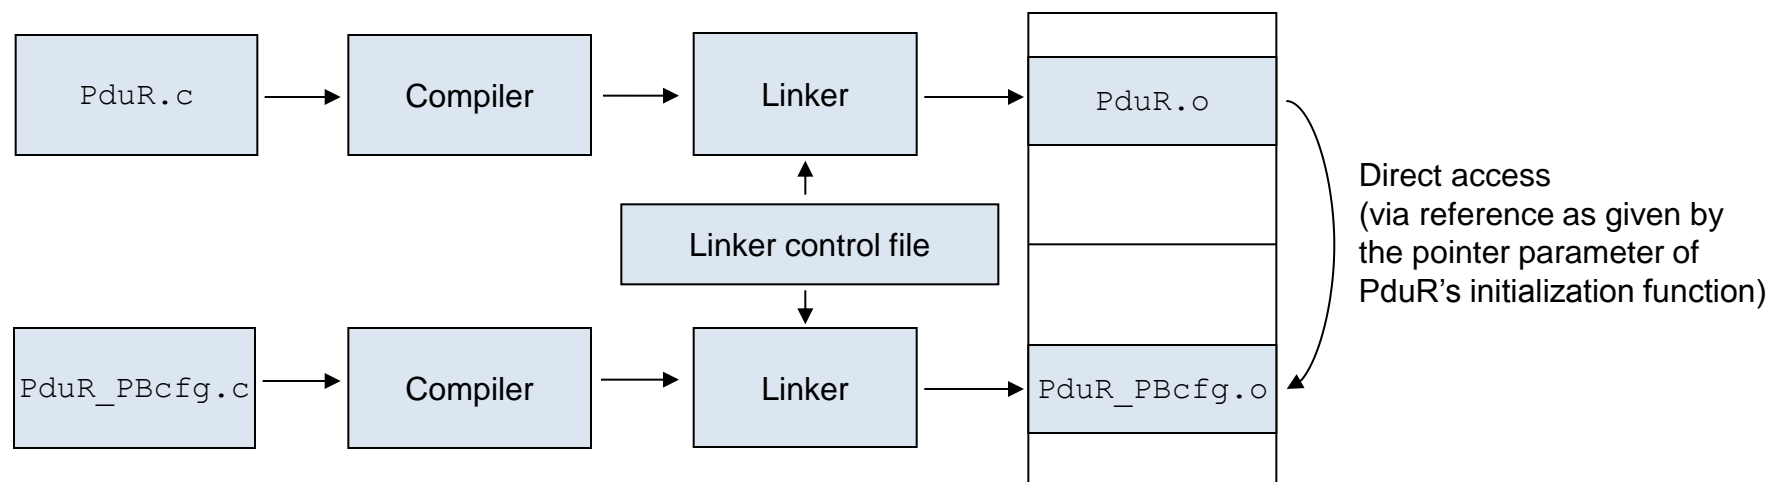 PduR.c
Compiler
Linker
PduR.o
Direct access
(via reference as given by
the pointer parameter of
PduR’s initialization function)
Linker control file
PduR_PBcfg.c
Compiler
Linker
PduR_PBcfg.o